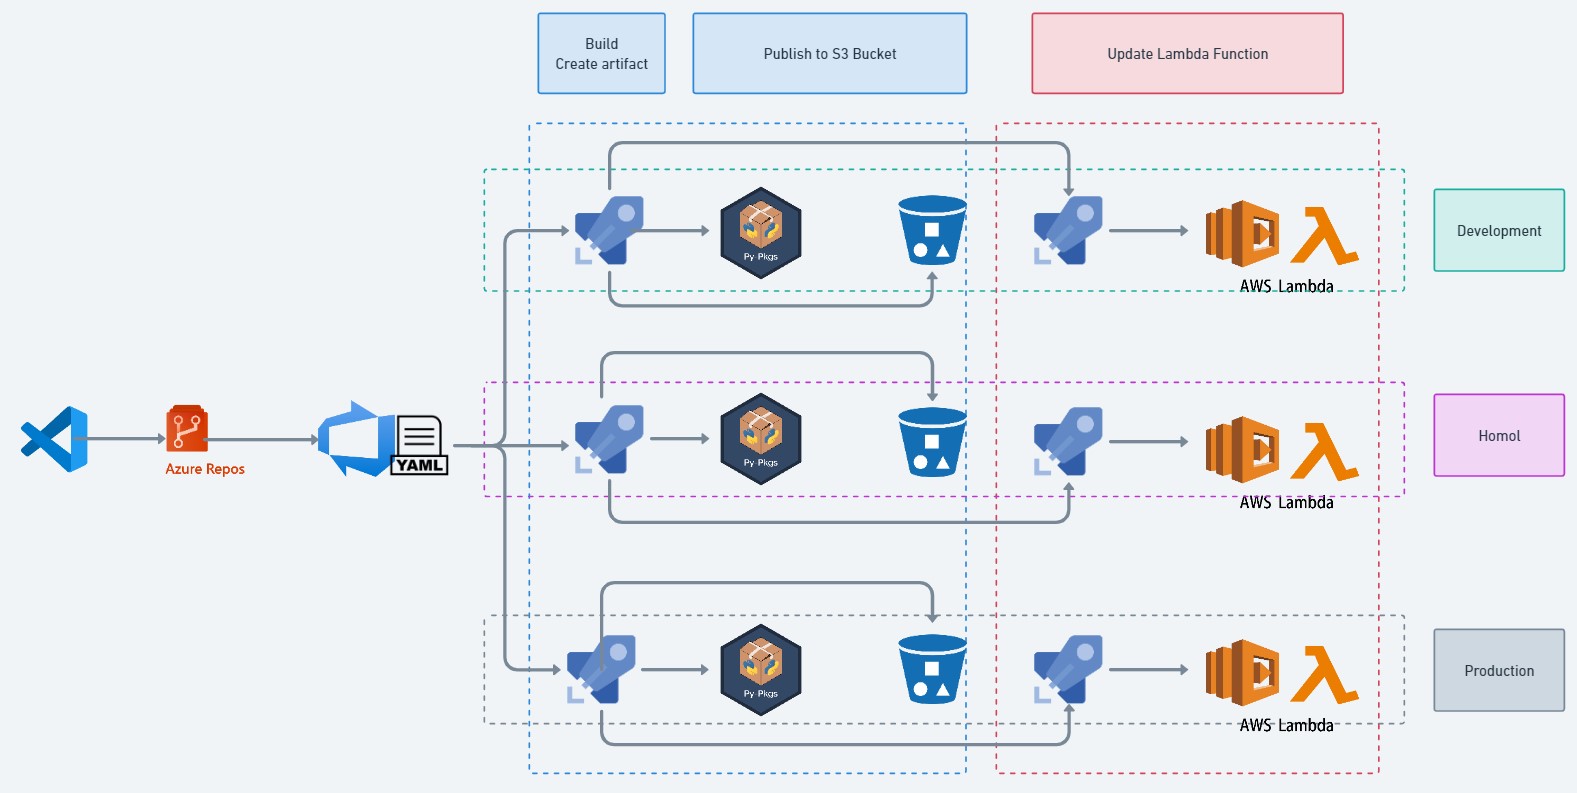 Build
Create artifact
Publish to S3 Bucket
Update Lambda Function
Py-Pkgs
AWS Lambda
Development
Py-Pkgs
AWS Lambda
Homol
Azure Repos
YAML
Py-Pkgs
AWS Lambda
Production